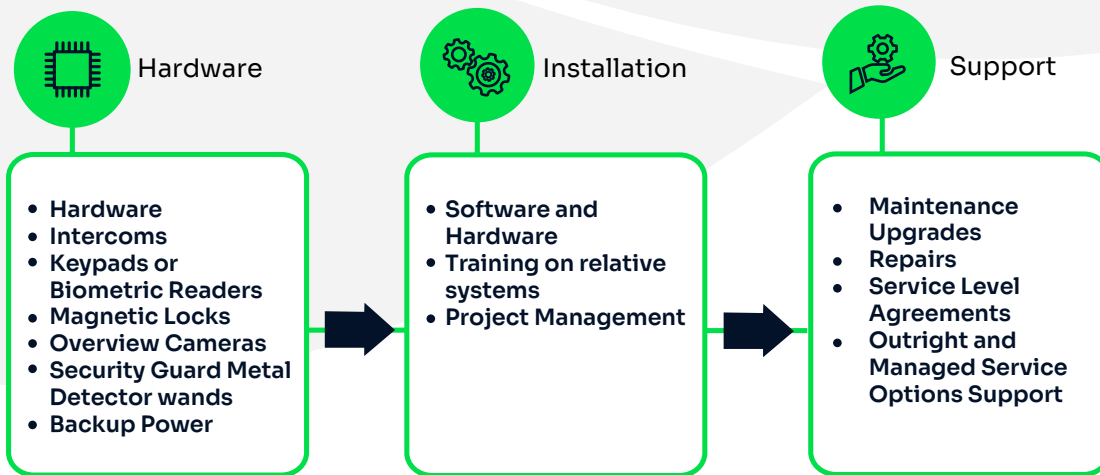 Hardware
• Hardware
• Intercoms
• Keypads or
Biometric Readers
• Magnetic Locks
• Overview Cameras
• Security Guard Metal
Detector wands
• Backup Power
Installation
• Software and
Hardware
• Training on relative
systems
• Project Management
Support
• Maintenance
Upgrades
• Repairs
• Service Level
Agreements
• Outright and
Managed Service
Options Support